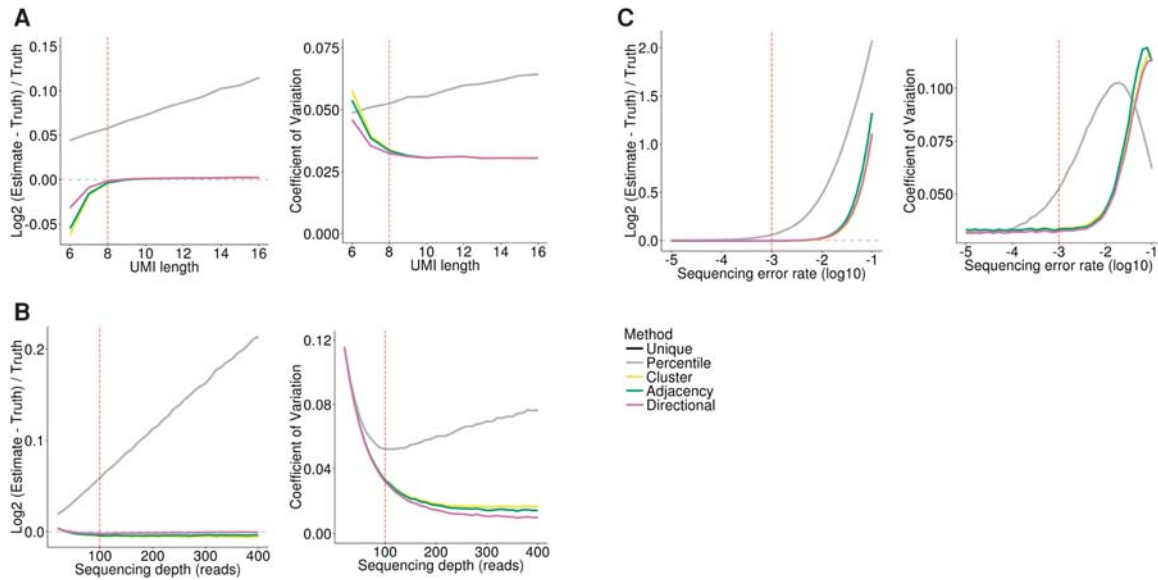 A
Log2 (Estimate - Truth) / Truth
0.15
0.10
0.05
0.00
-0.05
6 8 10 12 14 16
UMI length
Coefficient of Variation
0.075
0.050
0.025
0.000
6 8 10 12 14 16
UMI length
C
Log2 (Estimate - Truth) / Truth
2.0
1.5
1.0
0.5
0.0
-5 -4 -3 -2 -1
Sequencing error rate (log10)
Coefficient of Variation
0.100
0.075
0.050
-5 -4 -3 -2 -1
Sequencing error rate (log10)
B
Log2 (Estimate - Truth) / Truth
0.2
0.1
0.0
100 200 300 400
Sequencing depth (reads)
Coefficient of Variation
0.12
0.08
0.04
0.00
100 200 300 400
Sequencing depth (reads)
Method
Unique
Percentile
Cluster
Adjacency
Directional